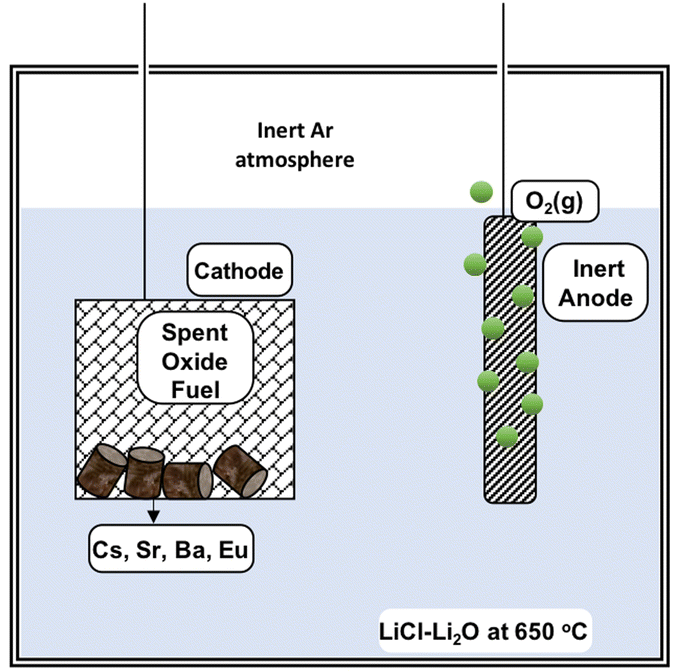 Inert Ar
atmosphere
O₂(g)
Cathode
Inert
Anode
Spent
Oxide
Fuel
Cs, Sr, Ba, Eu
LiCl-Li₂O at 650 ᵒC